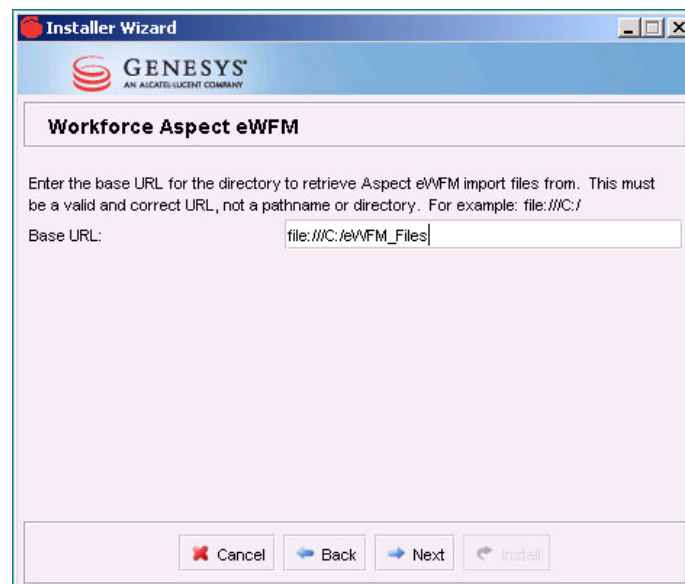 Installer Wizard
GENESYS
AN ALCATEL-LUCENT COMPANY
Workforce Aspect eWFM
Enter the base URL for the directory to retrieve Aspect eWFM import files from. This must
be a valid and correct URL, not a pathname or directory. For example: file:///C:/
Base URL: file:///C:/eWFM_Files
Cancel Back Next Install